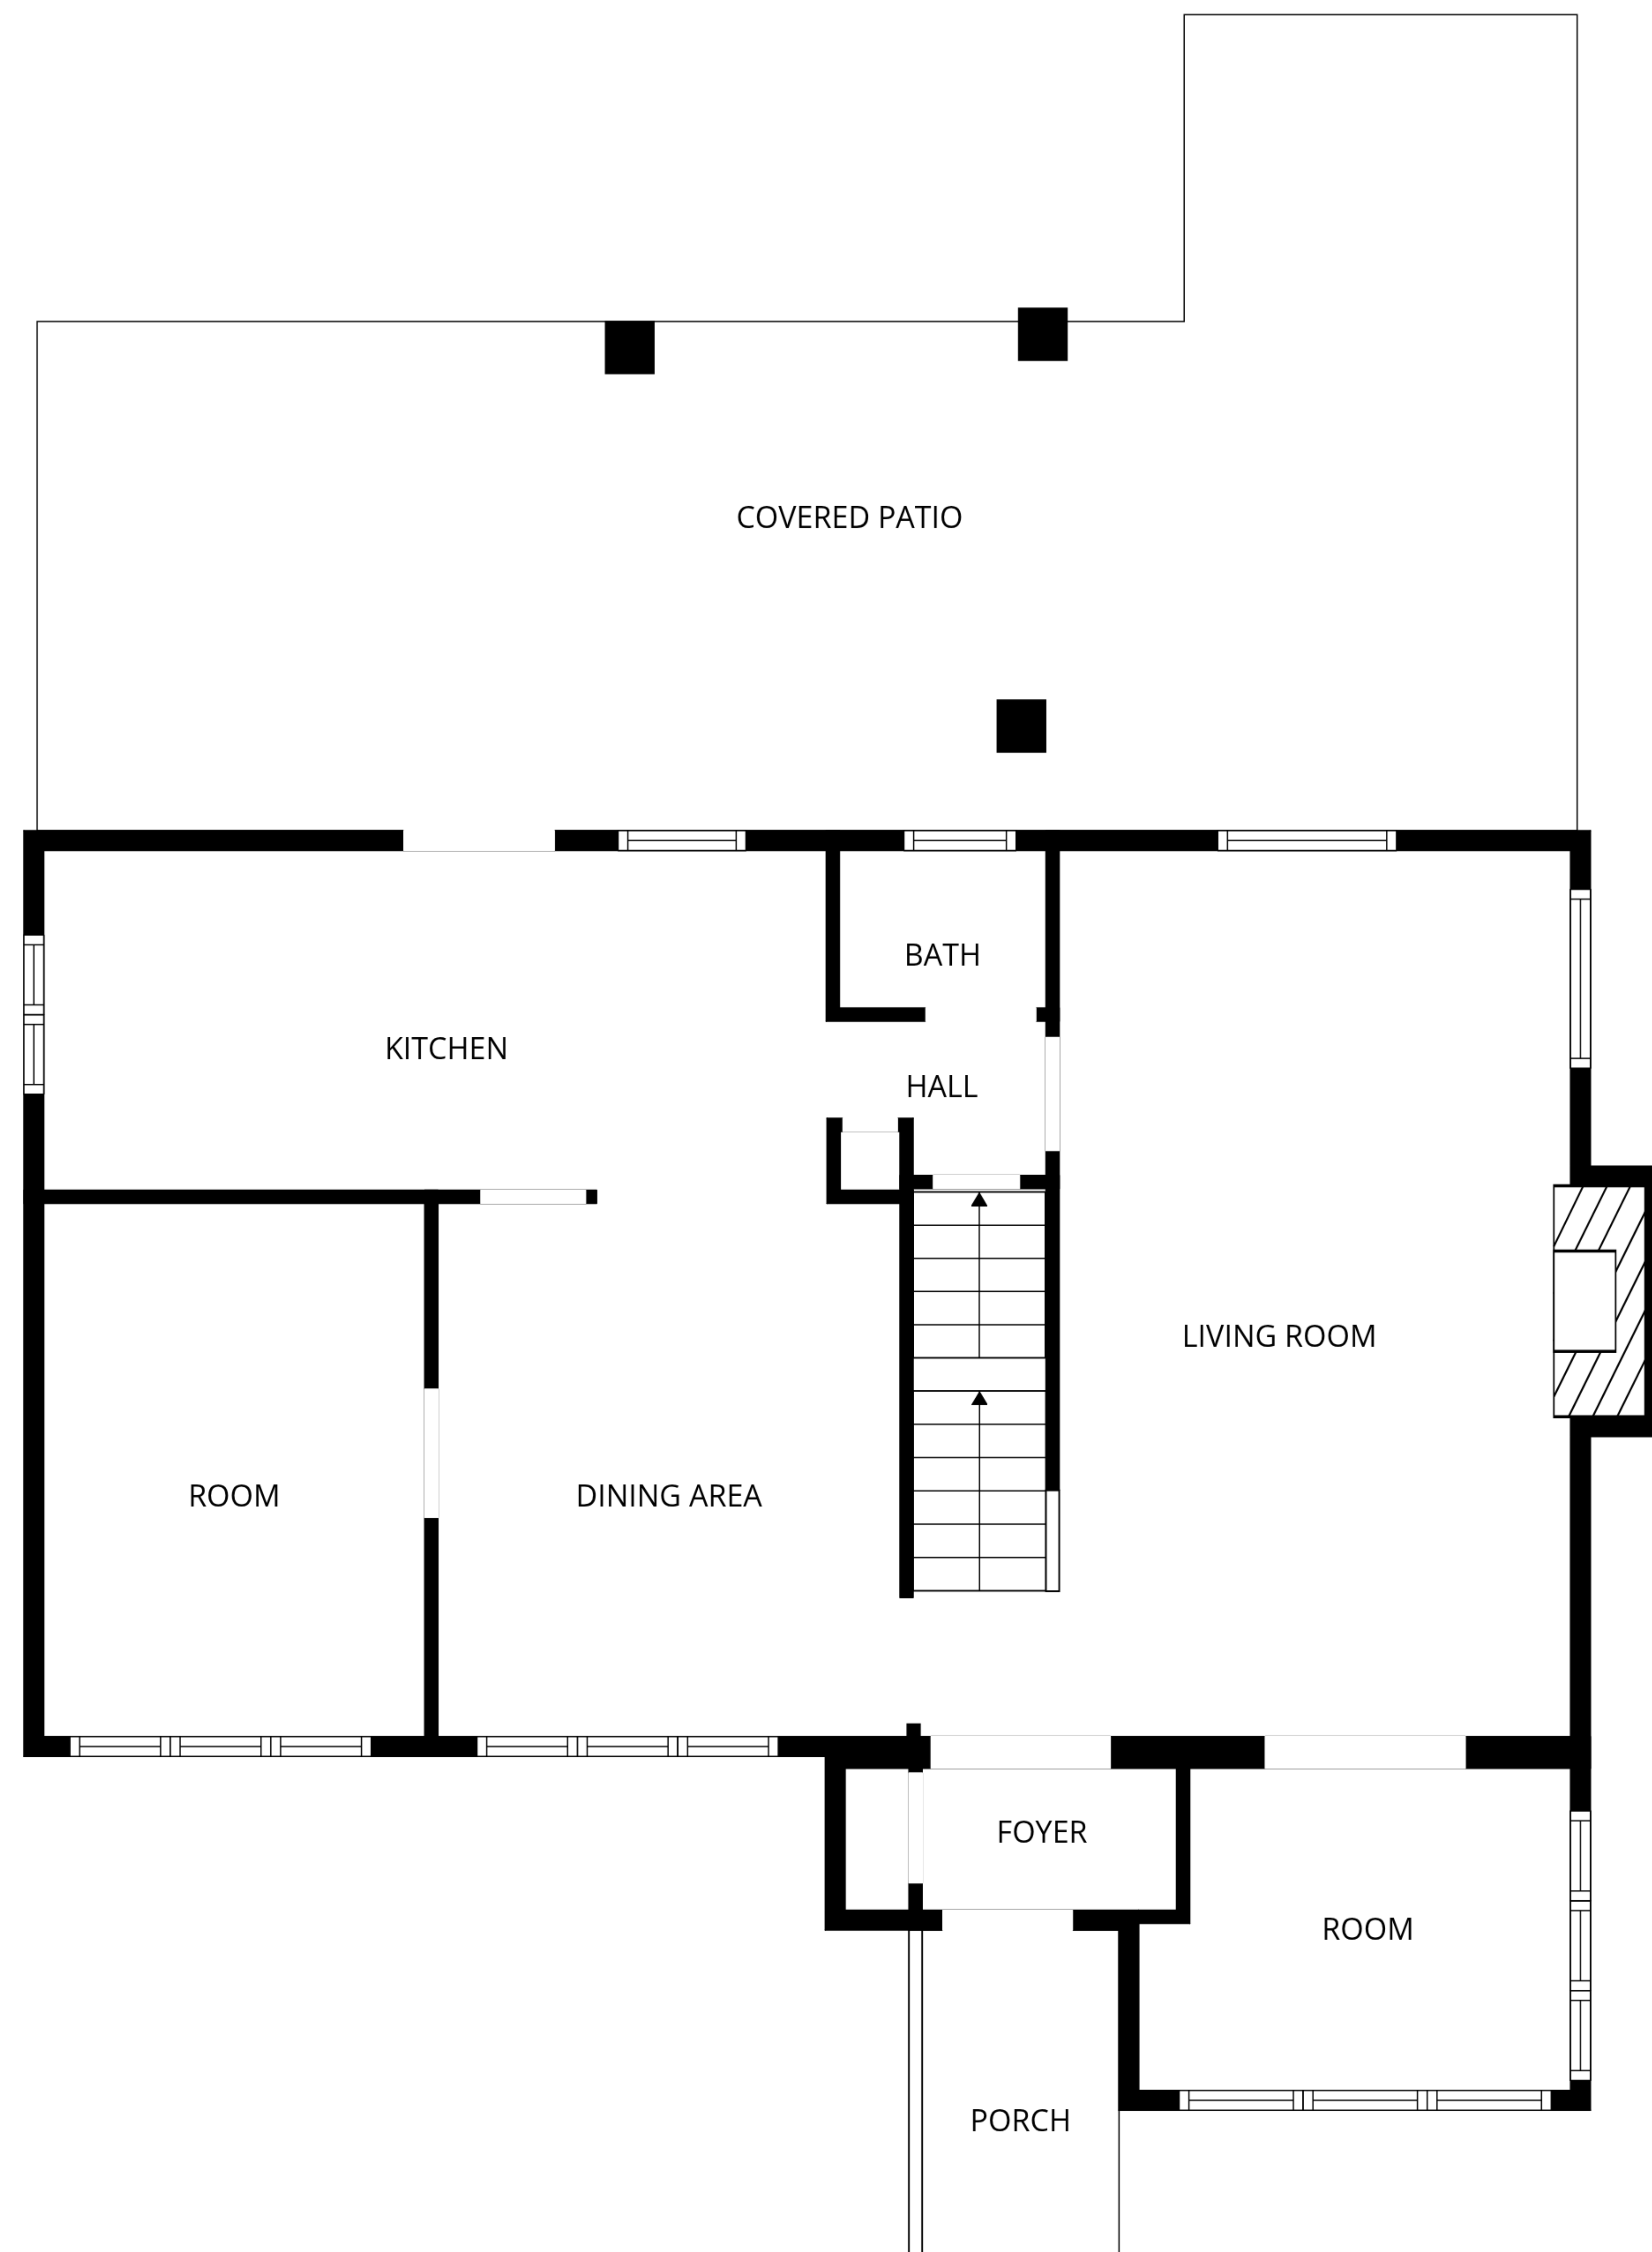 COVERED PATIO
BATH
KITCHEN
HALL
LIVING ROOM
ROOM
DINING AREA
FOYER
ROOM
PORCH